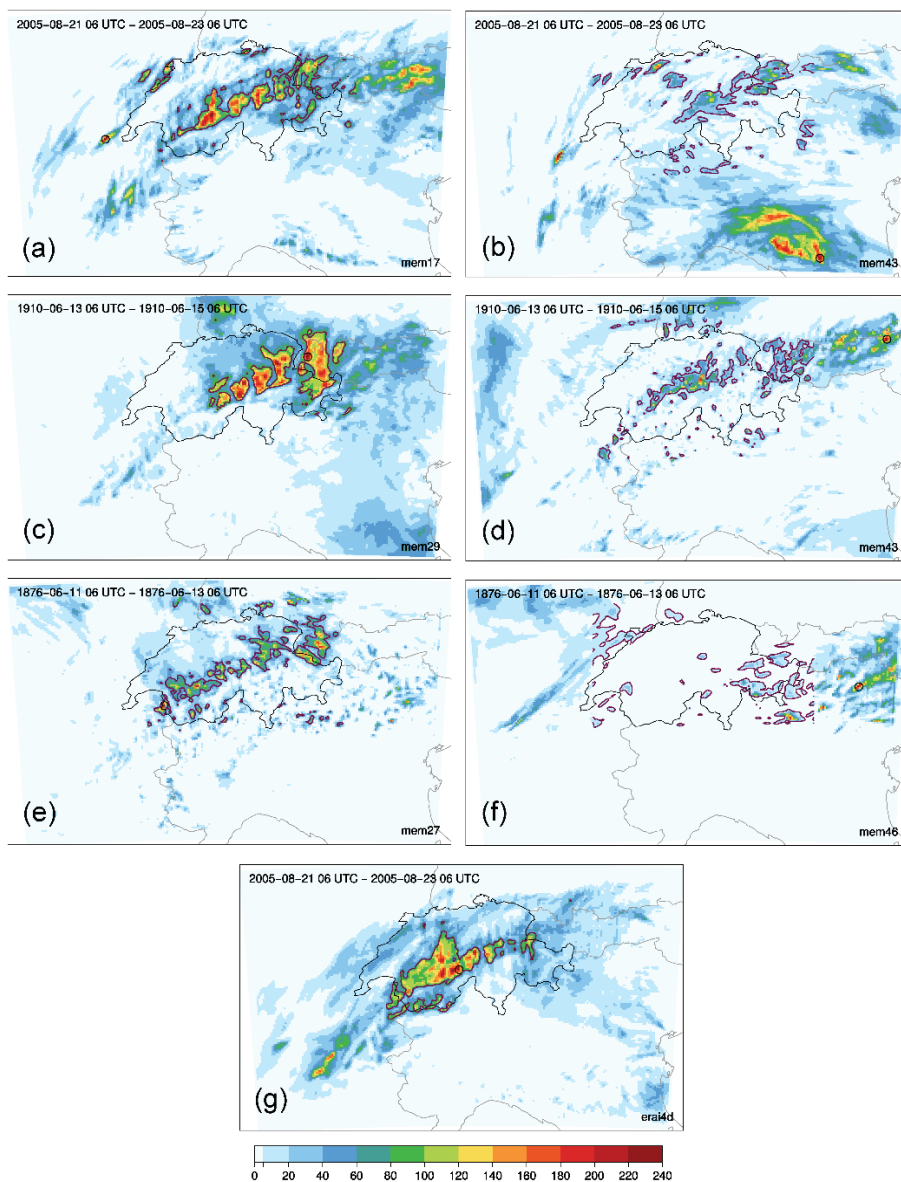 2005-08-21 06 UTC - 2005-08-23 06 UTC
(a)
mem17
2005-08-21 06 UTC - 2005-08-23 06 UTC
(b)
mem43
1910-06-13 06 UTC - 1910-06-15 06 UTC
(c)
mem29
1910-06-13 06 UTC - 1910-06-15 06 UTC
(d)
mem43
1876-06-11 06 UTC - 1876-06-13 06 UTC
(e)
mem27
1876-06-11 06 UTC - 1876-06-13 06 UTC
(f)
mem46
2005-08-21 06 UTC - 2005-08-23 06 UTC
(g)
erai4d
0 20 40 60 80 100 120 140 160 180 200 220 240